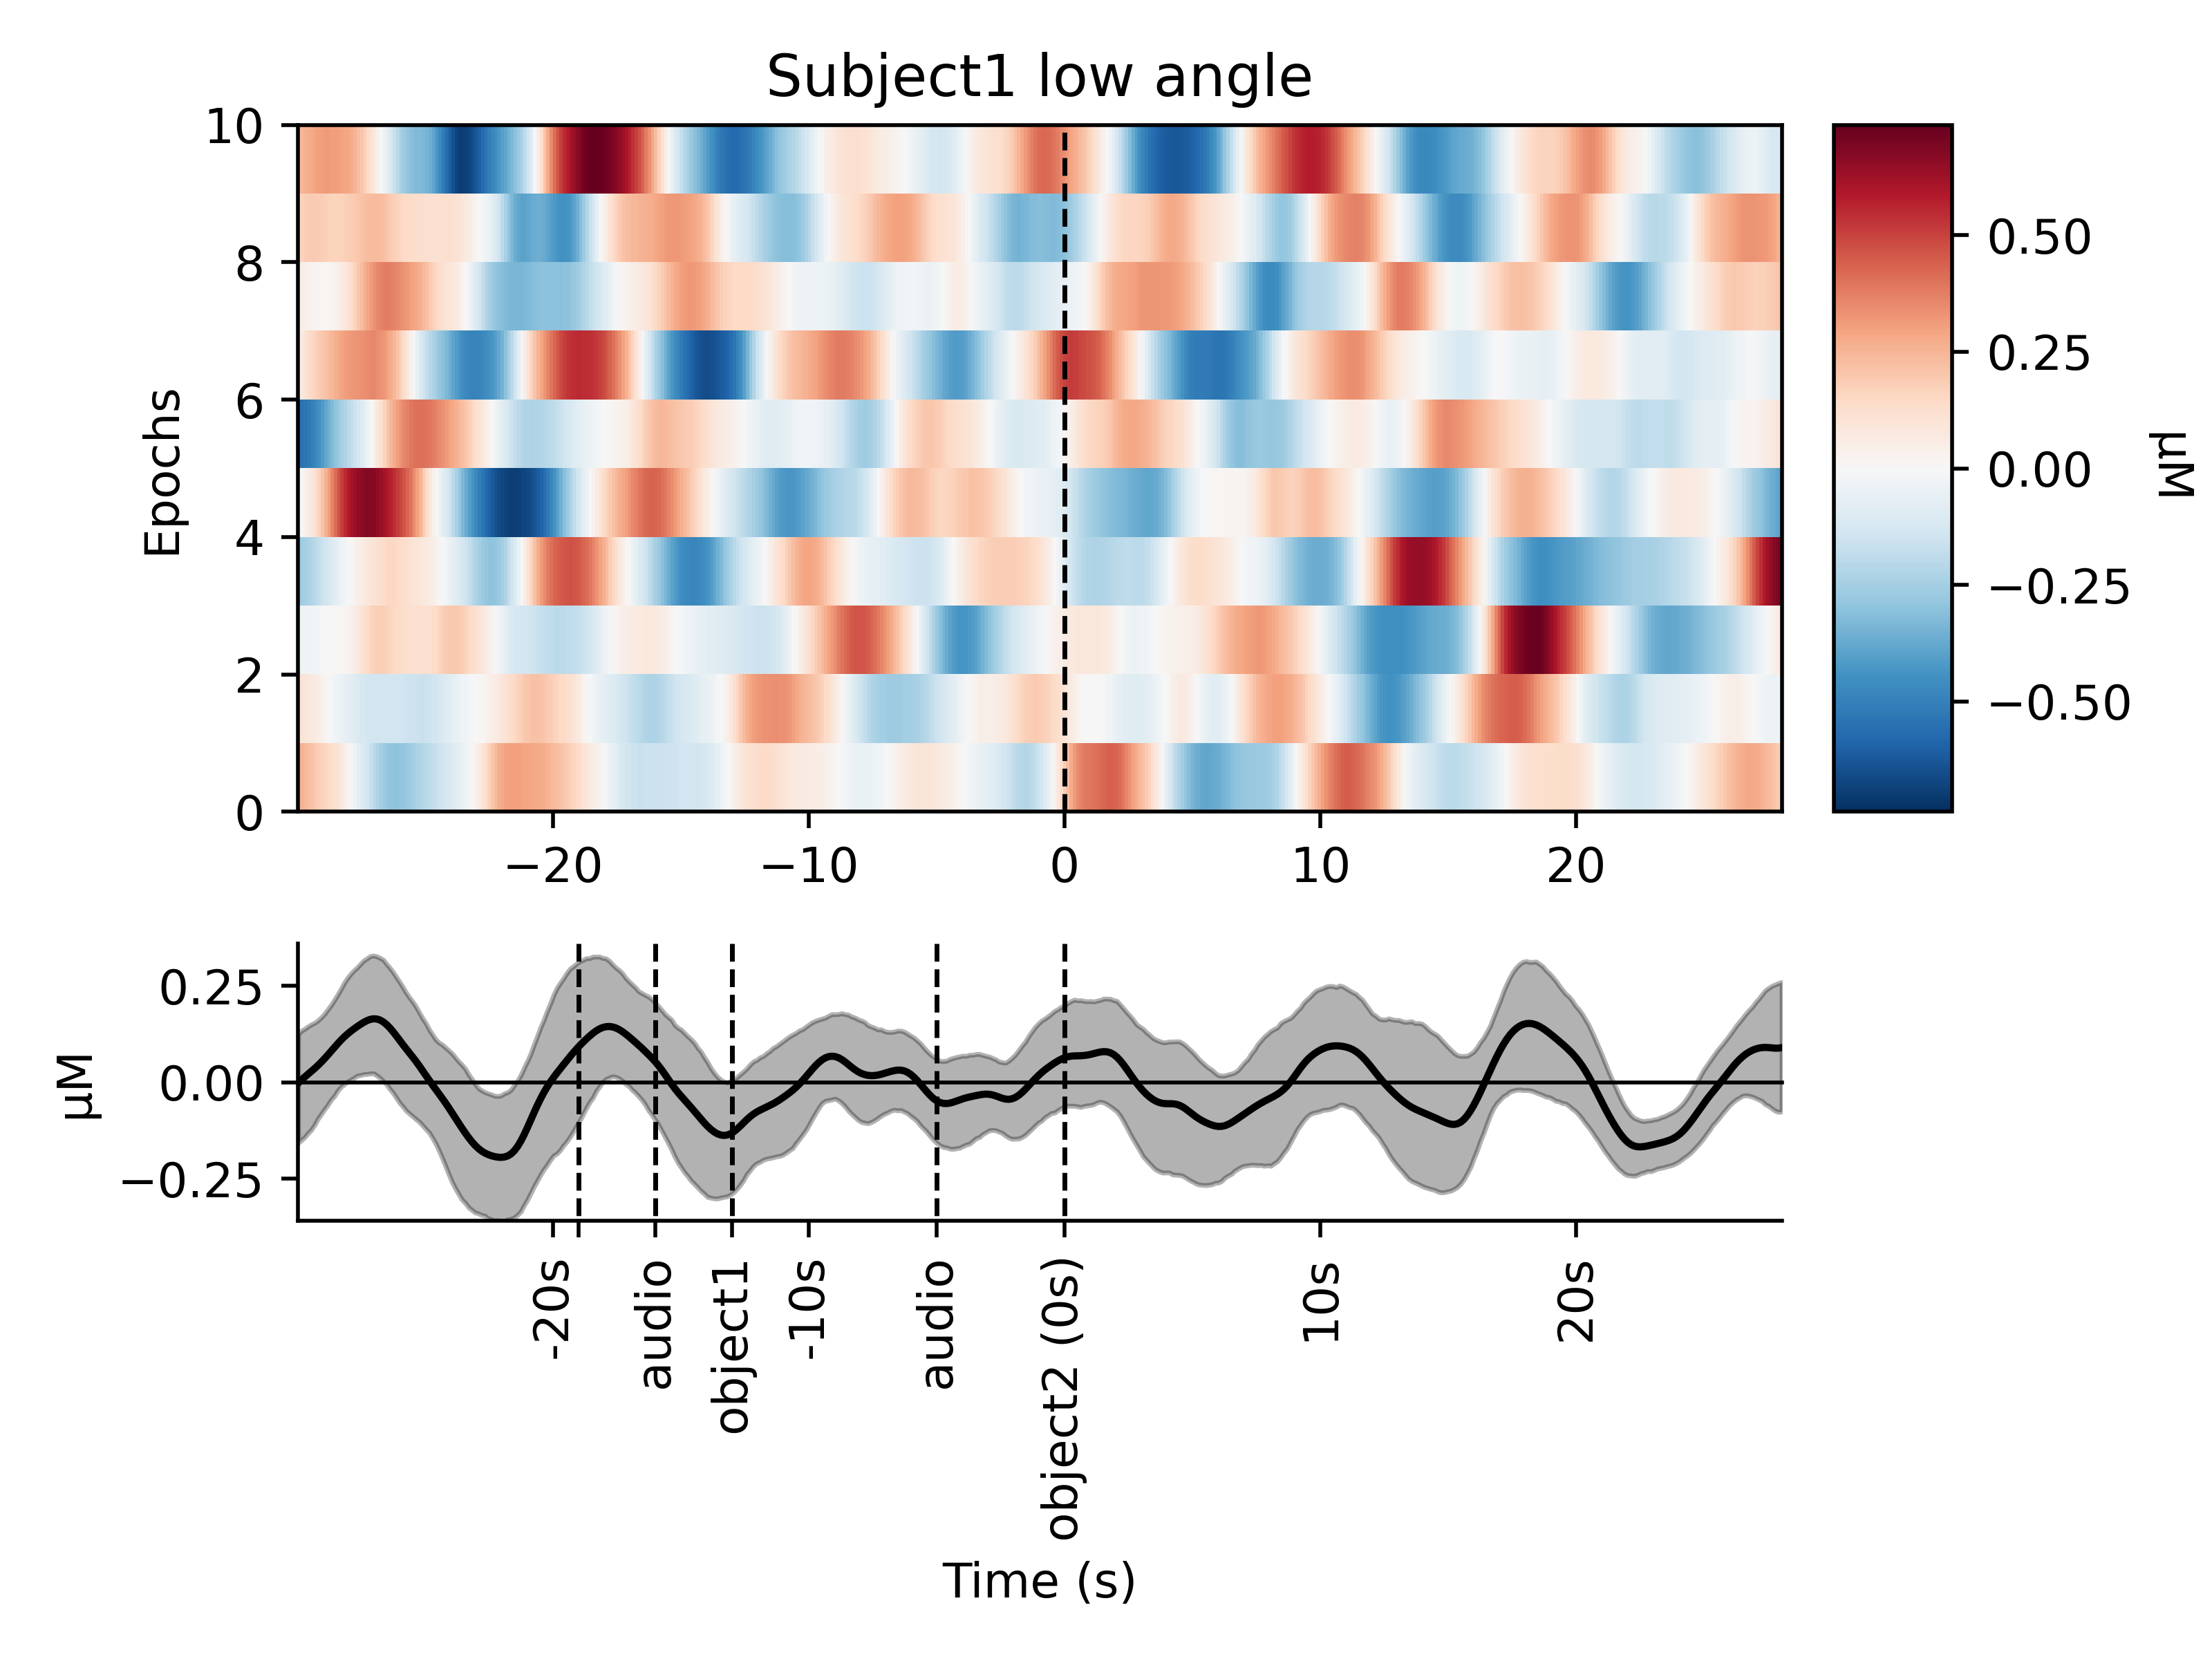 Subject1 low angle
Epochs
10
8
6
4
2
0
−20
−10
0
10
20
0.50
0.25
0.00
−0.25
−0.50
µM
µM
0.25
0.00
−0.25
-20s
audio
object1
-10s
audio
object2 (0s)
10s
20s
Time (s)